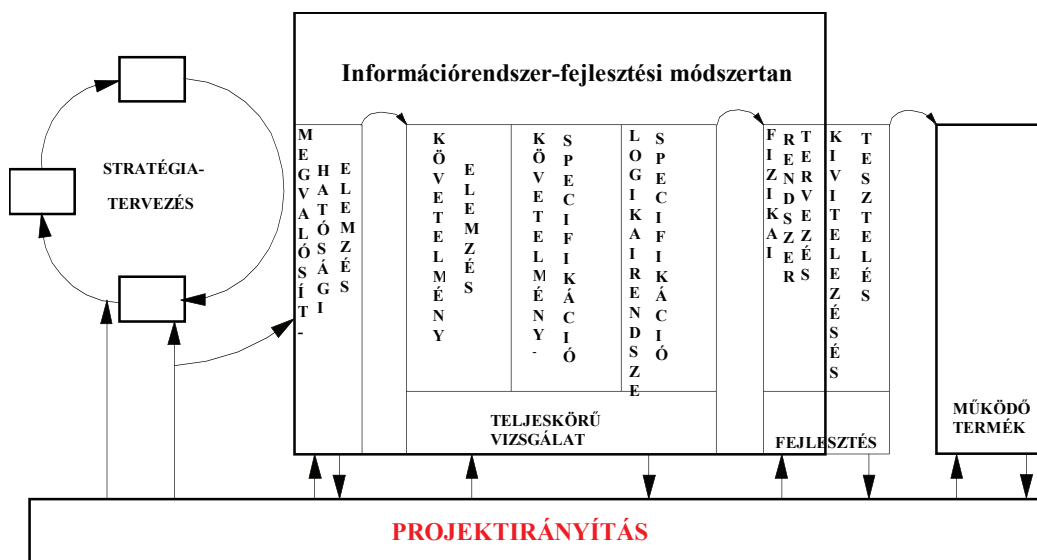 Információrendszer-fejlesztési módszertan
STRATÉGIA-
TERVEZÉS
MEGVALÓSÍT-
HATÓSÁGI
ELEMZÉS
KÖVETELMÉNY
ELEMZÉS
KÖVETELMÉNY-
SPECIFIKÁCIÓ
LOGIKAIRENDSZE
SPECIFIKÁCIÓ
FIZIKAI
RENDSZER
TERVEZÉS
KIVITELEZÉSÉS
TESZTELÉS
TELJESKÖRŰ
VIZSGÁLAT
FEJLESZTÉS
MŰKÖDŐ
TERMÉK
PROJEKTIRÁNYÍTÁS